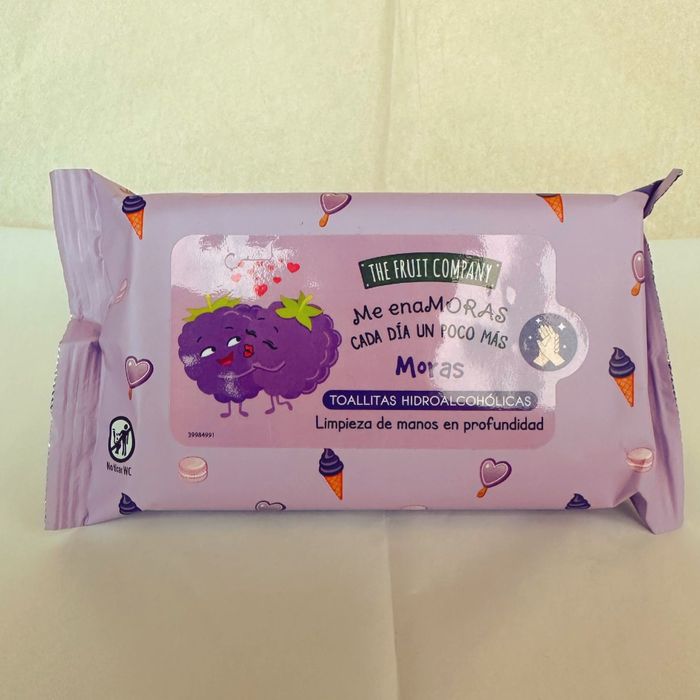 THE FRUIT COMPANY
Me enaMORAS
CADA DÍA UN POCO MÁS
Moras
TOALLITAS HIDROALCOHÓLICAS
Limpieza de manos en profundidad
39984991
No tirar WC